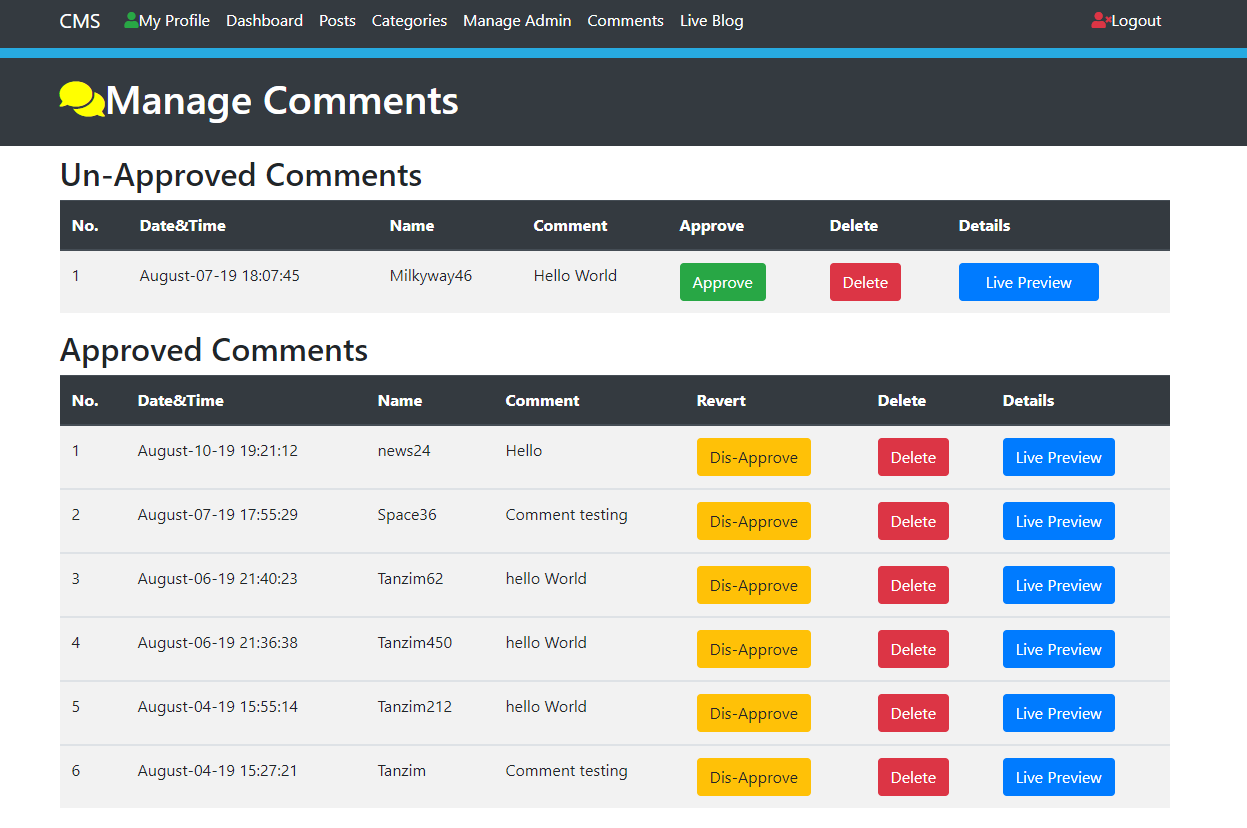 CMS My Profile Dashboard Posts Categories Manage Admin Comments Live Blog Logout
Manage Comments
Un-Approved Comments
No. Date&Time Name Comment Approve Delete Details
1 August-07-19 18:07:45 Milkyway46 Hello World Approve Delete Live Preview
Approved Comments
No. Date&Time Name Comment Revert Delete Details
1 August-10-19 19:21:12 news24 Hello Dis-Approve Delete Live Preview
2 August-07-19 17:55:29 Space36 Comment testing Dis-Approve Delete Live Preview
3 August-06-19 21:40:23 Tanzim62 hello World Dis-Approve Delete Live Preview
4 August-06-19 21:36:38 Tanzim450 hello World Dis-Approve Delete Live Preview
5 August-04-19 15:55:14 Tanzim212 hello World Dis-Approve Delete Live Preview
6 August-04-19 15:27:21 Tanzim Comment testing Dis-Approve Delete Live Preview